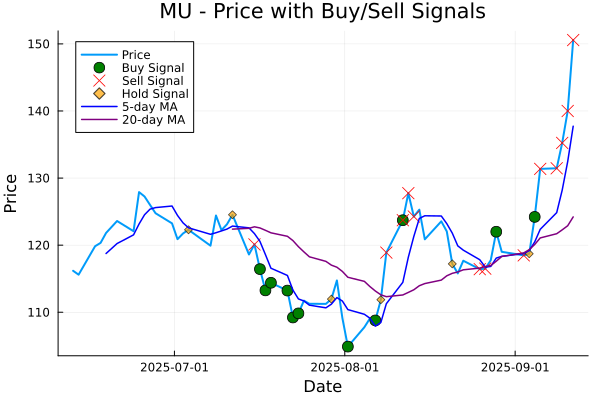 MU - Price with Buy/Sell Signals
Price
Buy Signal
Sell Signal
Hold Signal
5-day MA
20-day MA
150
140
130
120
110
Price
2025-07-01
2025-08-01
2025-09-01
Date